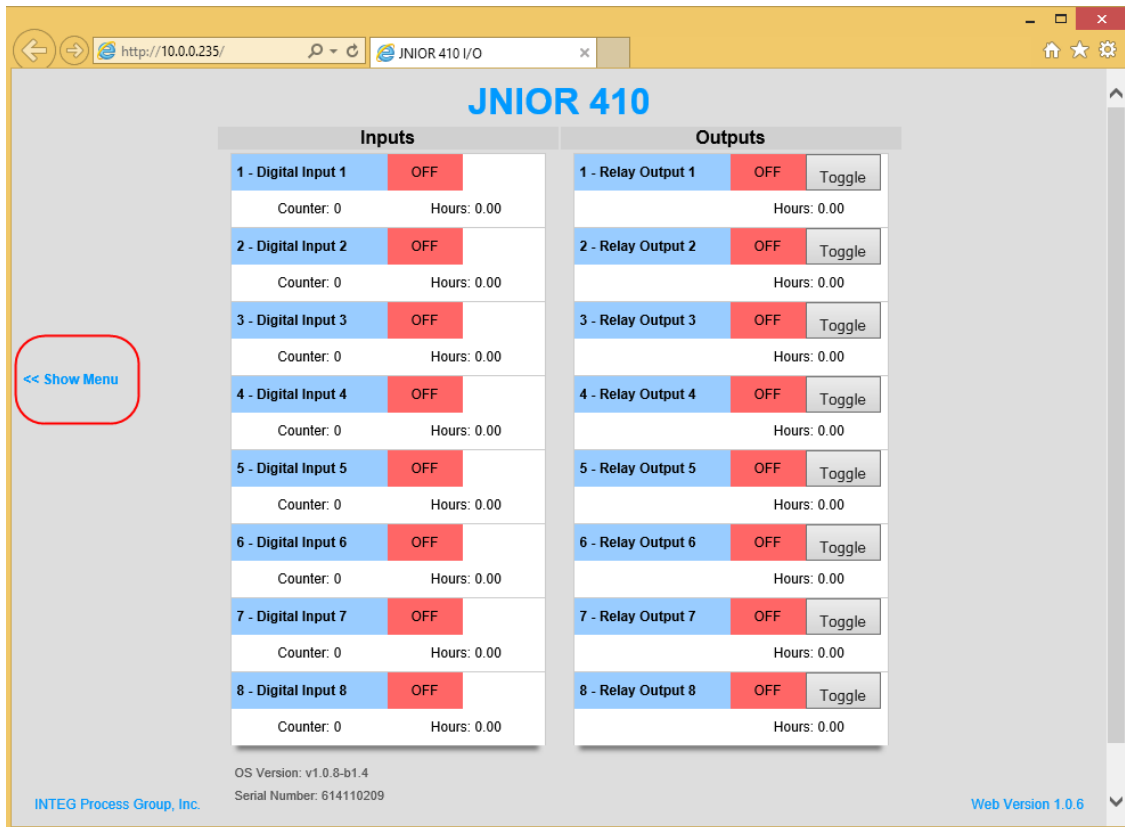 http://10.0.0.235/
JNIOR 410 I/O
JNIOR 410
Inputs Outputs
1 - Digital Input 1 OFF 1 - Relay Output 1 OFF Toggle
Counter: 0 Hours: 0.00 Hours: 0.00
2 - Digital Input 2 OFF 2 - Relay Output 2 OFF Toggle
Counter: 0 Hours: 0.00 Hours: 0.00
3 - Digital Input 3 OFF 3 - Relay Output 3 OFF Toggle
Counter: 0 Hours: 0.00 Hours: 0.00
<< Show Menu
4 - Digital Input 4 OFF 4 - Relay Output 4 OFF Toggle
Counter: 0 Hours: 0.00 Hours: 0.00
5 - Digital Input 5 OFF 5 - Relay Output 5 OFF Toggle
Counter: 0 Hours: 0.00 Hours: 0.00
6 - Digital Input 6 OFF 6 - Relay Output 6 OFF Toggle
Counter: 0 Hours: 0.00 Hours: 0.00
7 - Digital Input 7 OFF 7 - Relay Output 7 OFF Toggle
Counter: 0 Hours: 0.00 Hours: 0.00
8 - Digital Input 8 OFF 8 - Relay Output 8 OFF Toggle
Counter: 0 Hours: 0.00 Hours: 0.00
OS Version: v1.0.8-b1.4
Serial Number: 614110209
INTEG Process Group, Inc. Web Version 1.0.6